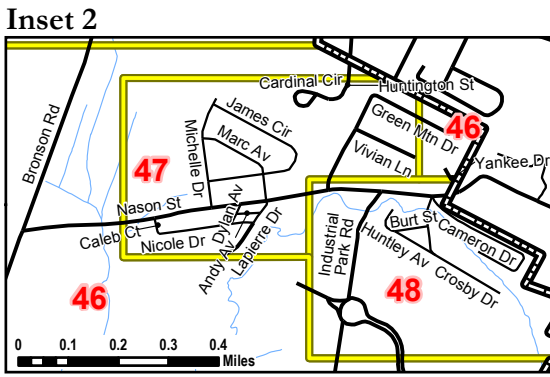 Inset 2
Cardinal Cir
Huntington St
Bronson Rd
James Cir
Green Mtn Dr
46
Marc Av
Michelle Dr
Vivian Ln
Yankee Dr
47
Nason St
Dylan Av
Caleb Ct
Nicole Dr
Andy Av
Lapierre Dr
Industrial
Park Rd
Burt St
Cameron Dr
Huntley Av
Crosby Dr
46
48
0 0.1 0.2 0.3 0.4
Miles